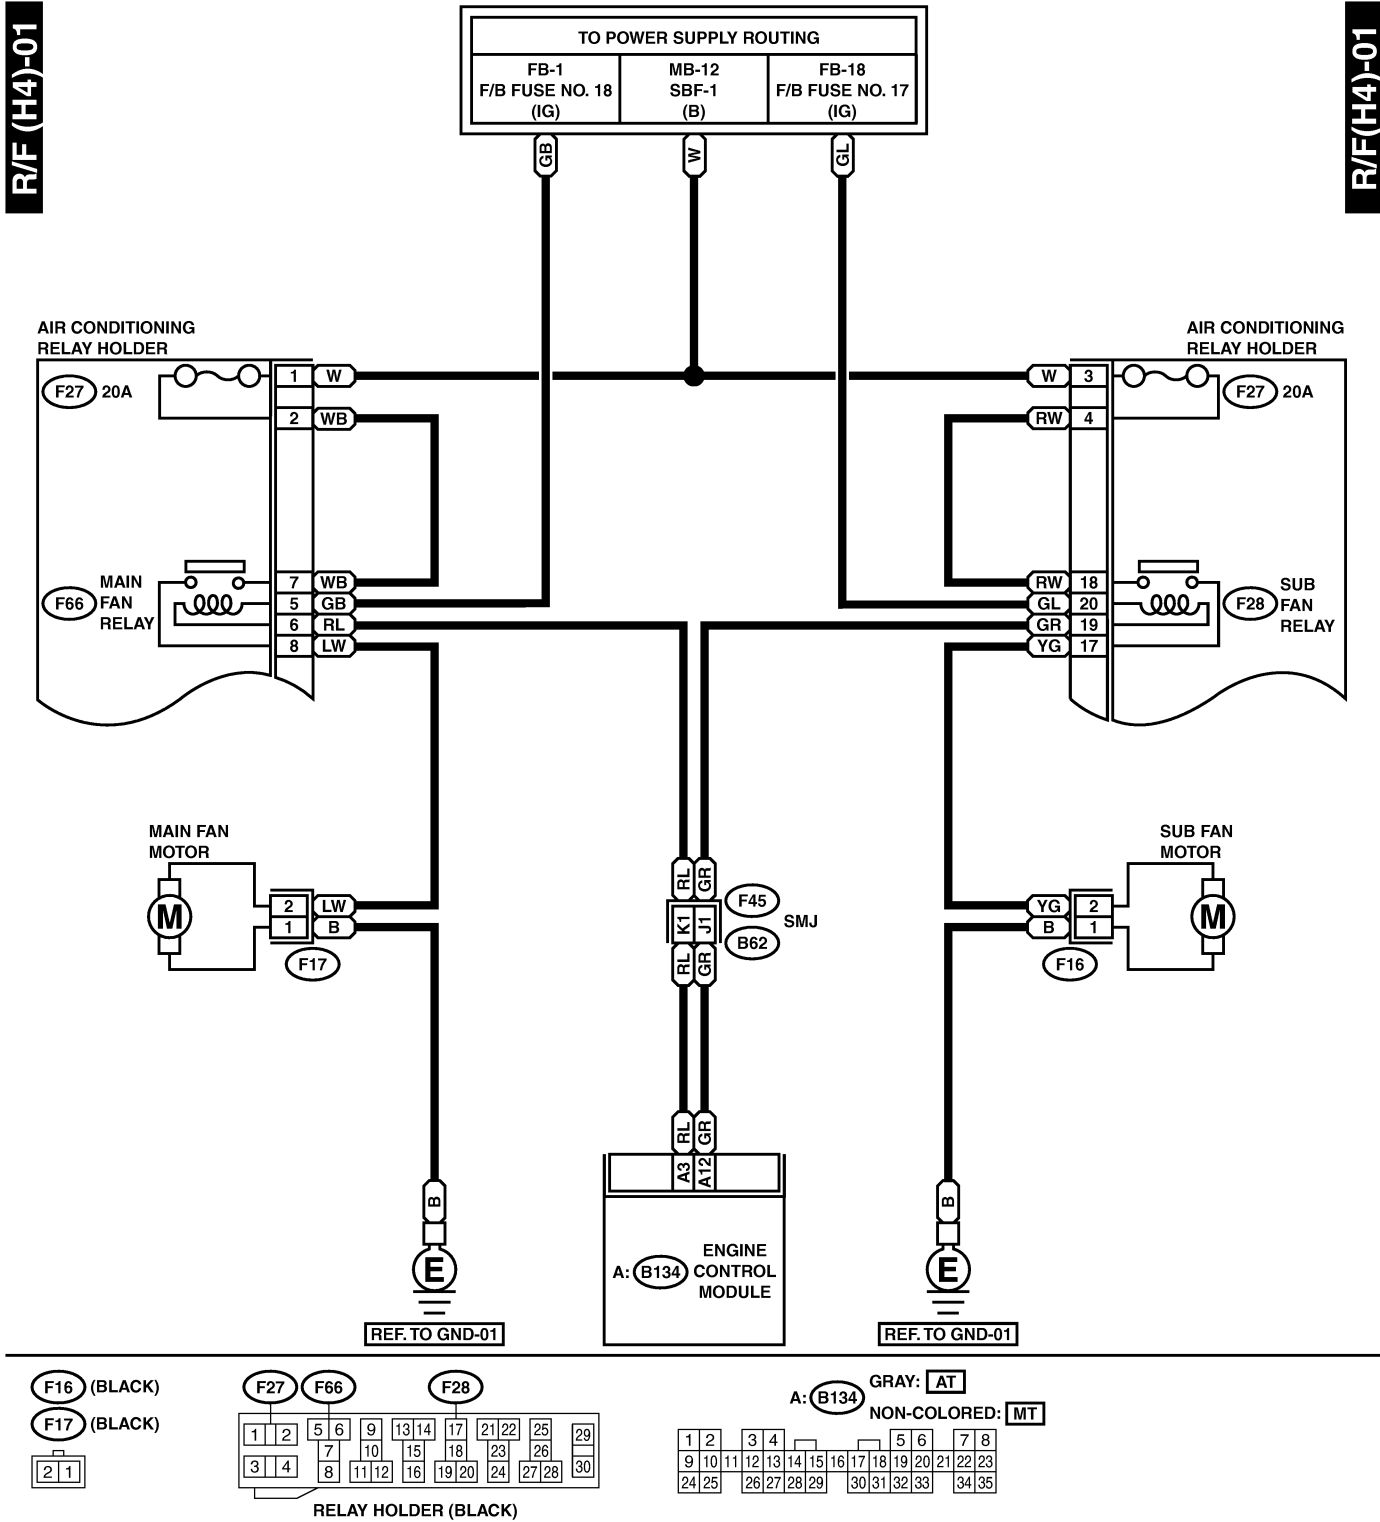 R/F (H4)-01
R/F(H4)-01
TO POWER SUPPLY ROUTING
FB-1
F/B FUSE NO. 18
(IG)
MB-12
SBF-1
(B)
FB-18
F/B FUSE NO. 17
(IG)
GB
W
GL
AIR CONDITIONING
RELAY HOLDER
F27 20A
1 W
2 WB
MAIN
FAN
RELAY
F66
7 WB
5 GB
6 RL
8 LW
AIR CONDITIONING
RELAY HOLDER
W 3
RW 4
F27 20A
RW 18
GL 20
GR 19
YG 17
F28
SUB
FAN
RELAY
MAIN FAN
MOTOR
M
2 LW
1 B
F17
RL GR
K1 J1
RL GR
F45
B62
SMJ
SUB FAN
MOTOR
YG 2
B 1
M
F16
B
E
REF. TO GND-01
RL GR
A3 A12
A: B134
ENGINE
CONTROL
MODULE
B
E
REF. TO GND-01
F16 (BLACK)
F17 (BLACK)
2 1
F27 F66 F28
1 2 5 6 9 13 14 17 21 22 25 29
7 10 15 18 23 26
3 4 8 11 12 16 19 20 24 27 28 30
RELAY HOLDER (BLACK)
A: B134
GRAY: AT
NON-COLORED: MT
1 2 3 4 5 6 7 8
9 10 11 12 13 14 15 16 17 18 19 20 21 22 23
24 25 26 27 28 29 30 31 32 33 34 35